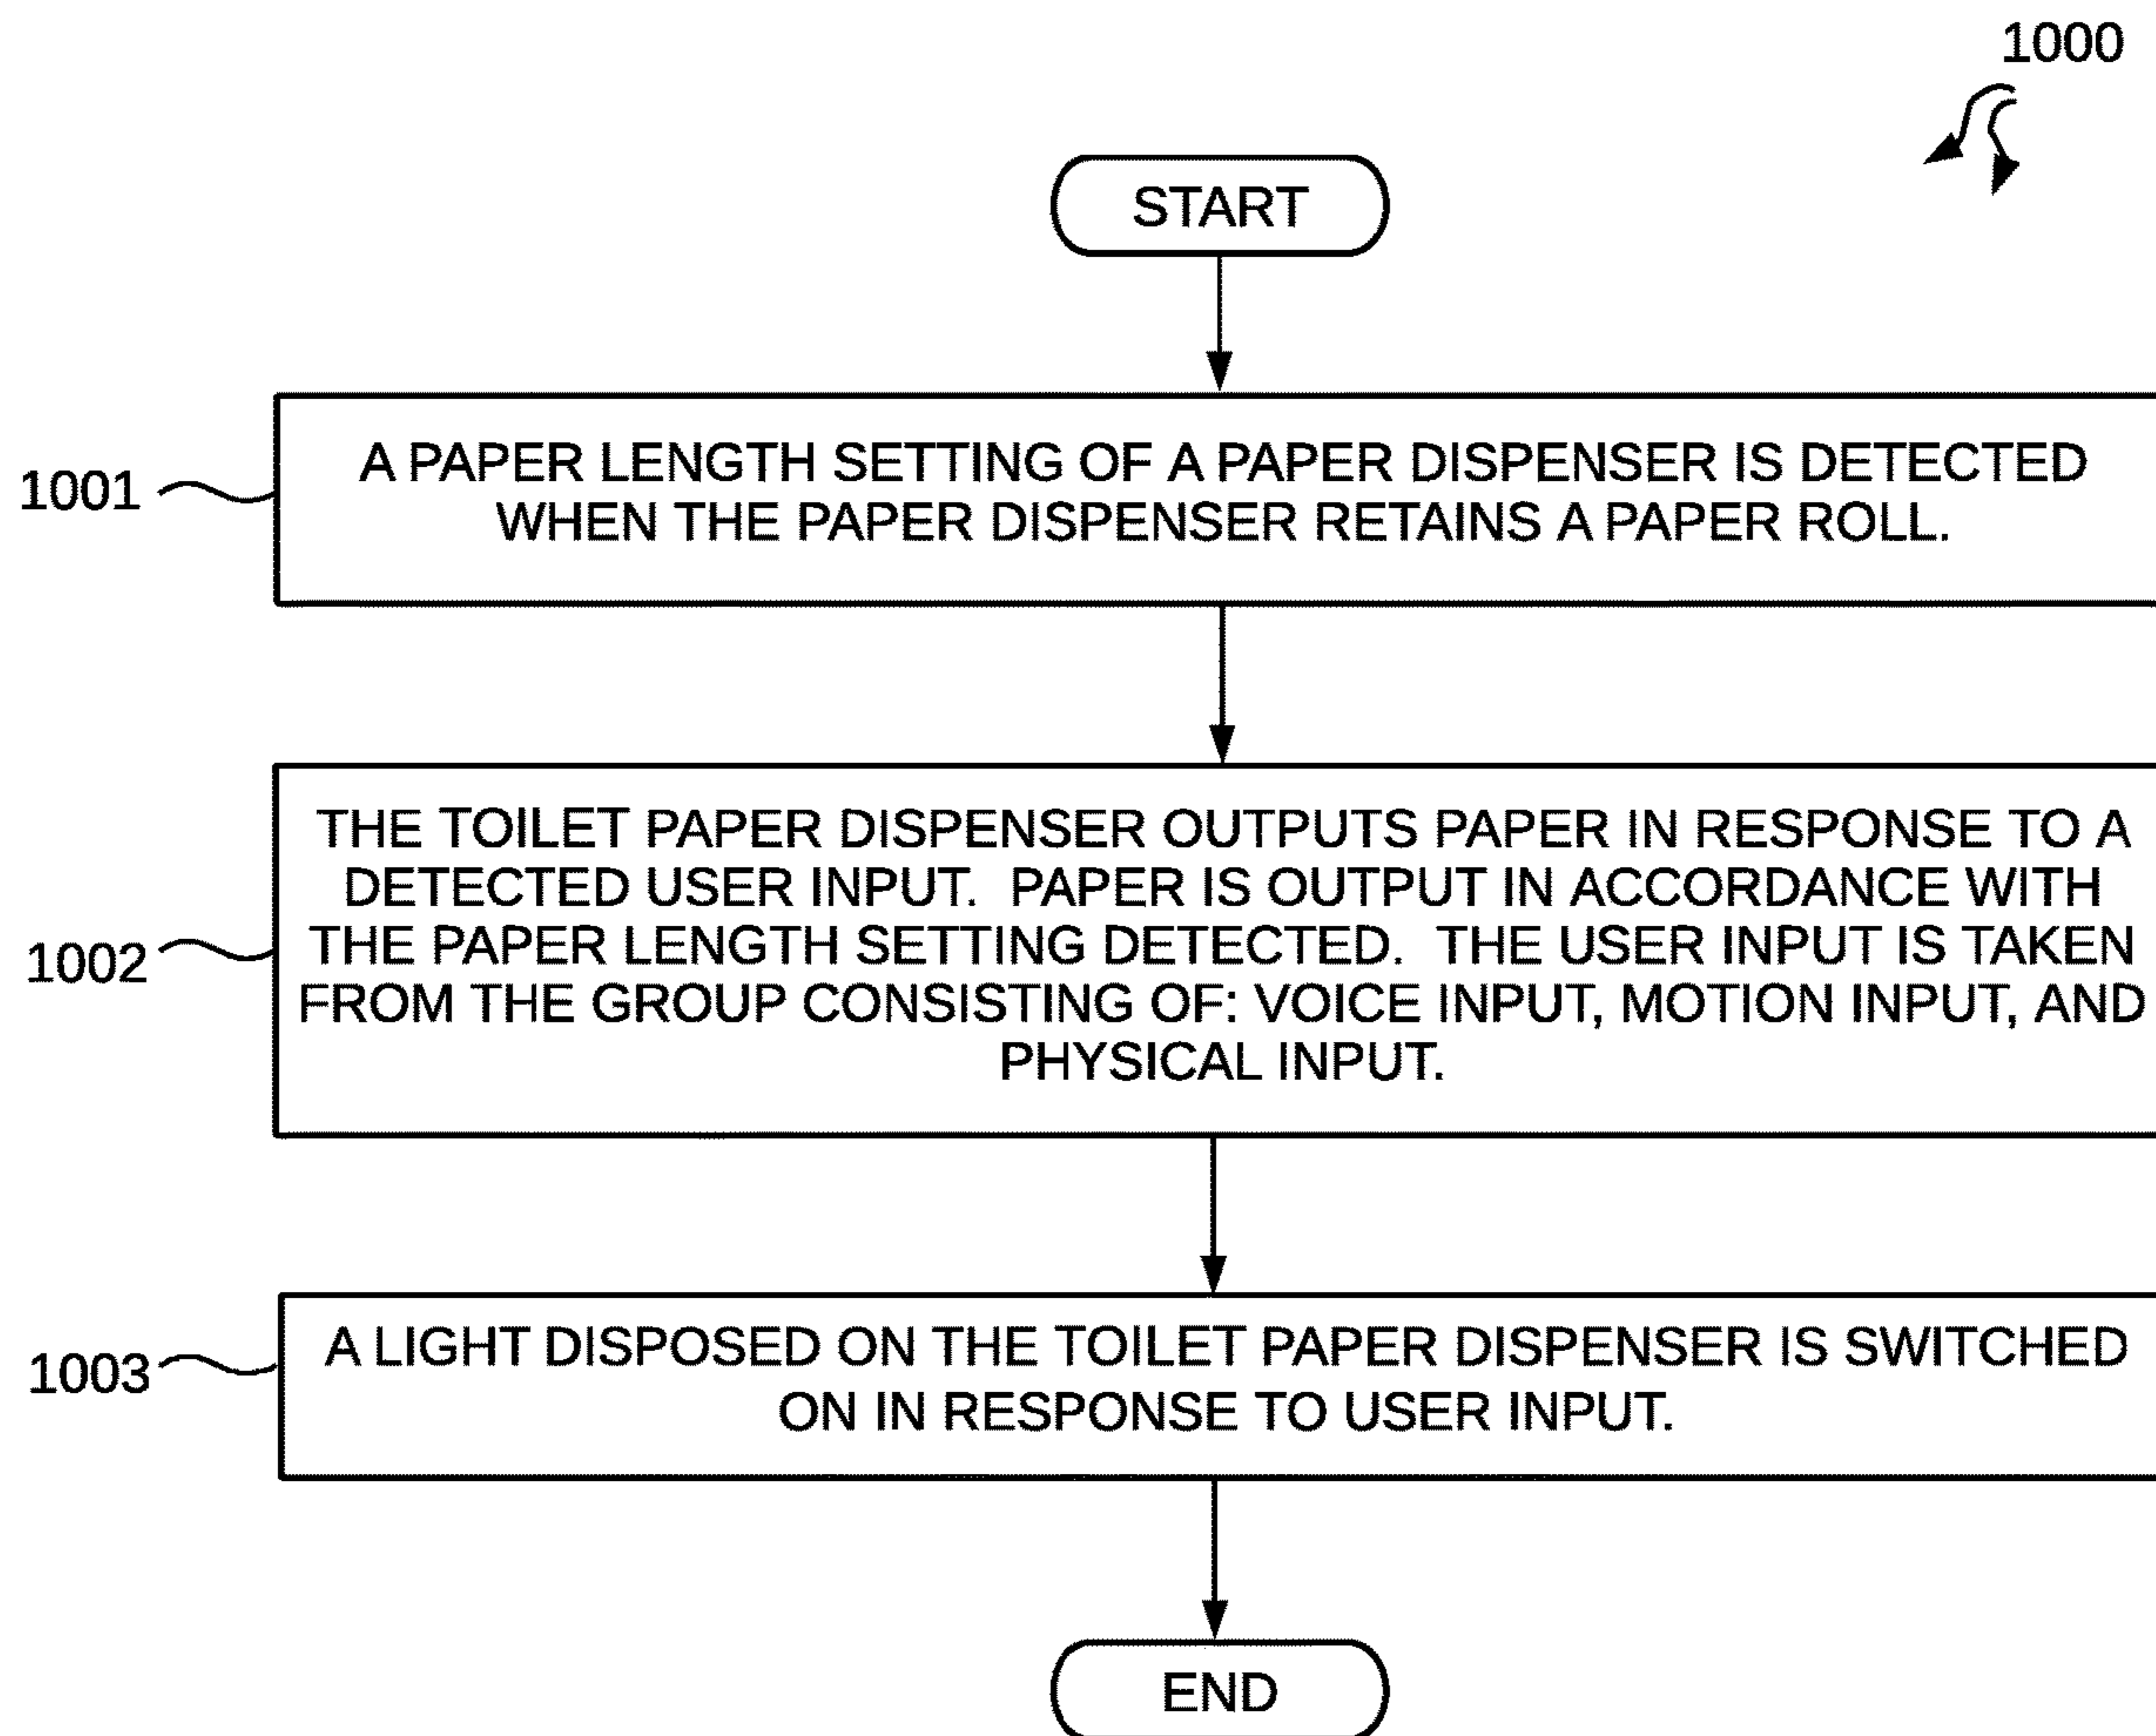 1000
START
1001
A PAPER LENGTH SETTING OF A PAPER DISPENSER IS DETECTED
WHEN THE PAPER DISPENSER RETAINS A PAPER ROLL.
1002
THE TOILET PAPER DISPENSER OUTPUTS PAPER IN RESPONSE TO A
DETECTED USER INPUT.  PAPER IS OUTPUT IN ACCORDANCE WITH
THE PAPER LENGTH SETTING DETECTED.  THE USER INPUT IS TAKEN
FROM THE GROUP CONSISTING OF: VOICE INPUT, MOTION INPUT, AND
PHYSICAL INPUT.
1003
A LIGHT DISPOSED ON THE TOILET PAPER DISPENSER IS SWITCHED
ON IN RESPONSE TO USER INPUT.
END